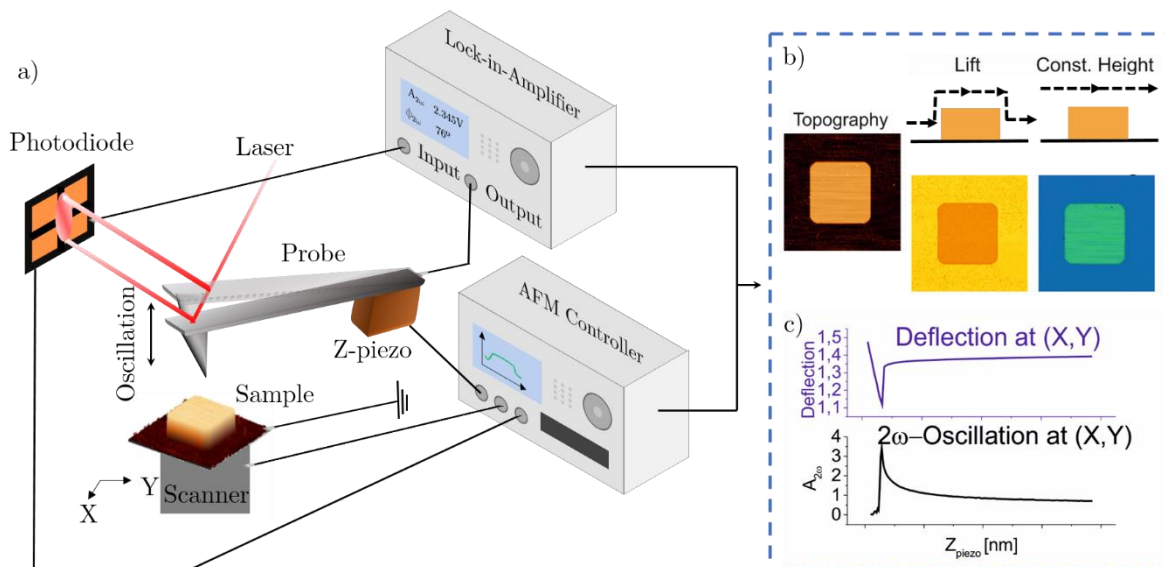 a)
Photodiode
Laser
Probe
Oscillation
Z-piezo
Sample
Scanner
X
Y
Lock-in-Amplifier
A2ω 2.345V
ϕ2ω 76º
Input
Output
AFM Controller
b)
Topography
Lift
Const. Height
c)
Deflection at (X,Y)
Deflection
1,5
1,4
1,3
1,2
1,1
2ω–Oscillation at (X,Y)
A2ω
4
3
2
1
0
Zpiezo [nm]